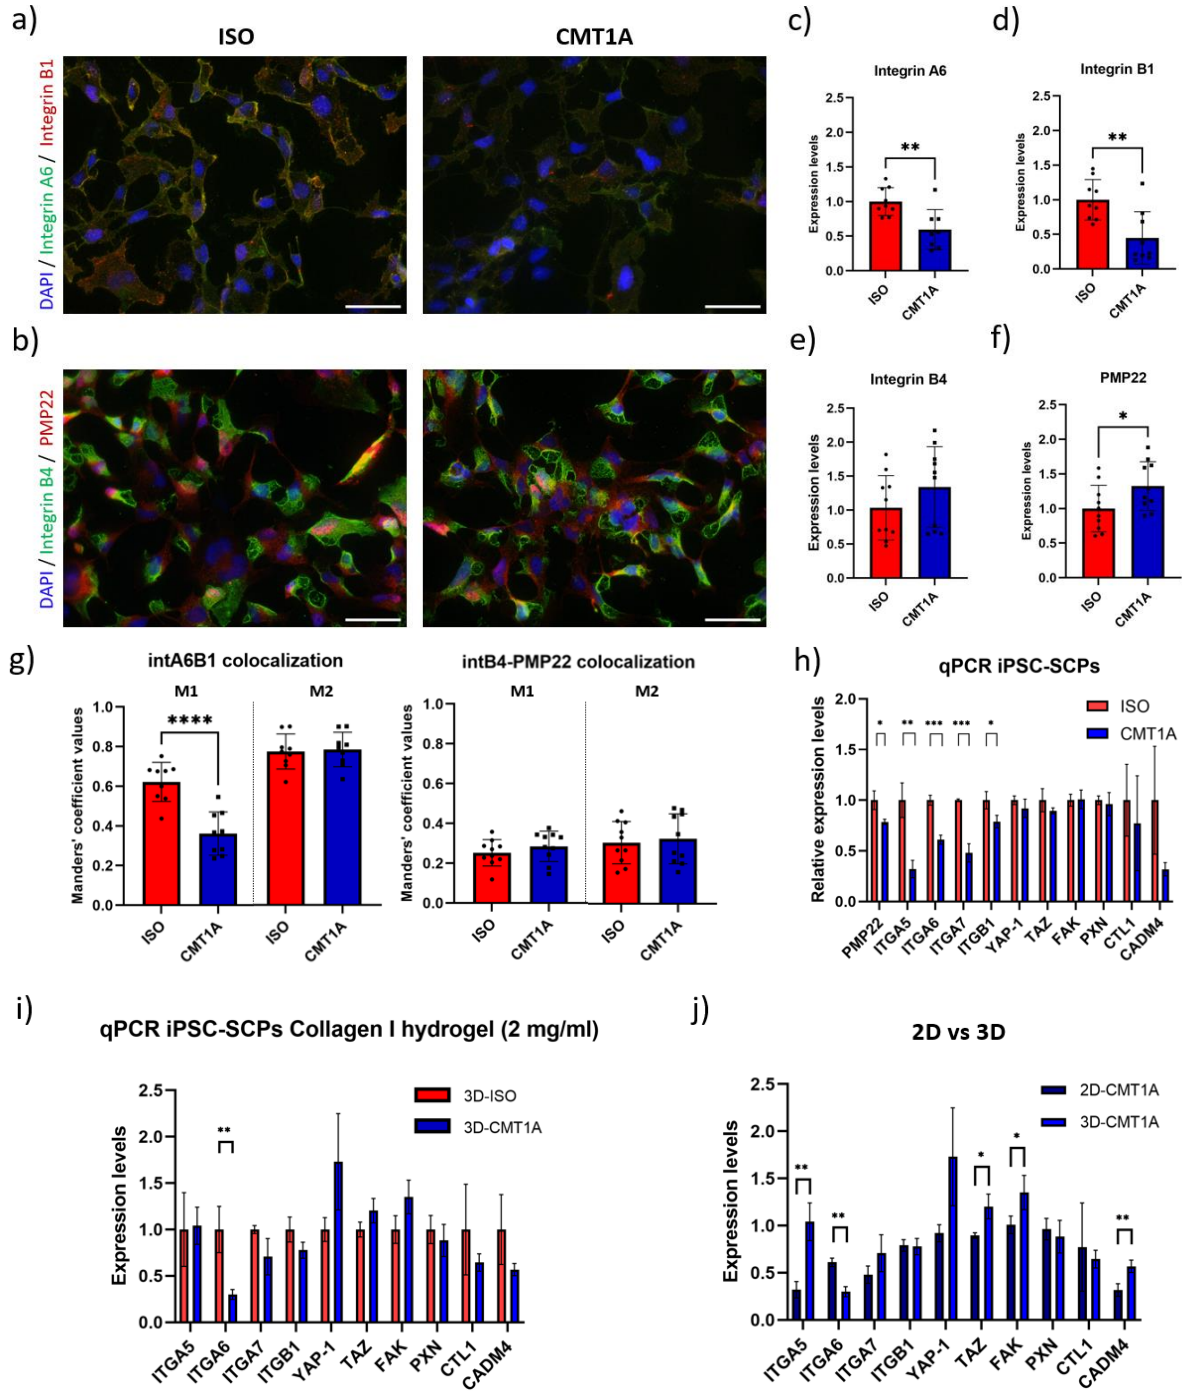 a)
ISO
CMT1A
DAPI / Integrin A6 / Integrin B1
b)
DAPI / Integrin B4 / PMP22
c)
Integrin A6
Expression levels
2.5
2.0
1.5
1.0
0.5
0.0
**
ISO
CMT1A
d)
Integrin B1
Expression levels
2.5
2.0
1.5
1.0
0.5
0.0
**
ISO
CMT1A
e)
Integrin B4
Expression levels
2.5
2.0
1.5
1.0
0.5
0.0
ISO
CMT1A
f)
PMP22
Expression levels
2.5
2.0
1.5
1.0
0.5
0.0
*
ISO
CMT1A
g)
intA6B1 colocalization
M1
M2
Manders' coefficient values
1.0
0.8
0.6
0.4
0.2
0.0
****
ISO
CMT1A
ISO
CMT1A
intB4-PMP22 colocalization
M1
M2
Manders' coefficient values
1.0
0.8
0.6
0.4
0.2
0.0
ISO
CMT1A
ISO
CMT1A
h)
qPCR iPSC-SCPs
Relative expression levels
2.0
1.5
1.0
0.5
0.0
ISO
CMT1A
* ** *** *** *
PMP22 ITGA5 ITGA6 ITGA7 ITGB1 YAP-1 TAZ FAK PXN CTL1 CADM4
i)
qPCR iPSC-SCPs Collagen I hydrogel (2 mg/ml)
Expression levels
2.5
2.0
1.5
1.0
0.5
0.0
3D-ISO
3D-CMT1A
**
ITGA5 ITGA6 ITGA7 ITGB1 YAP-1 TAZ FAK PXN CTL1 CADM4
j)
2D vs 3D
Expression levels
2.5
2.0
1.5
1.0
0.5
0.0
2D-CMT1A
3D-CMT1A
** ** * * **
ITGA5 ITGA6 ITGA7 ITGB1 YAP-1 TAZ FAK PXN CTL1 CADM4